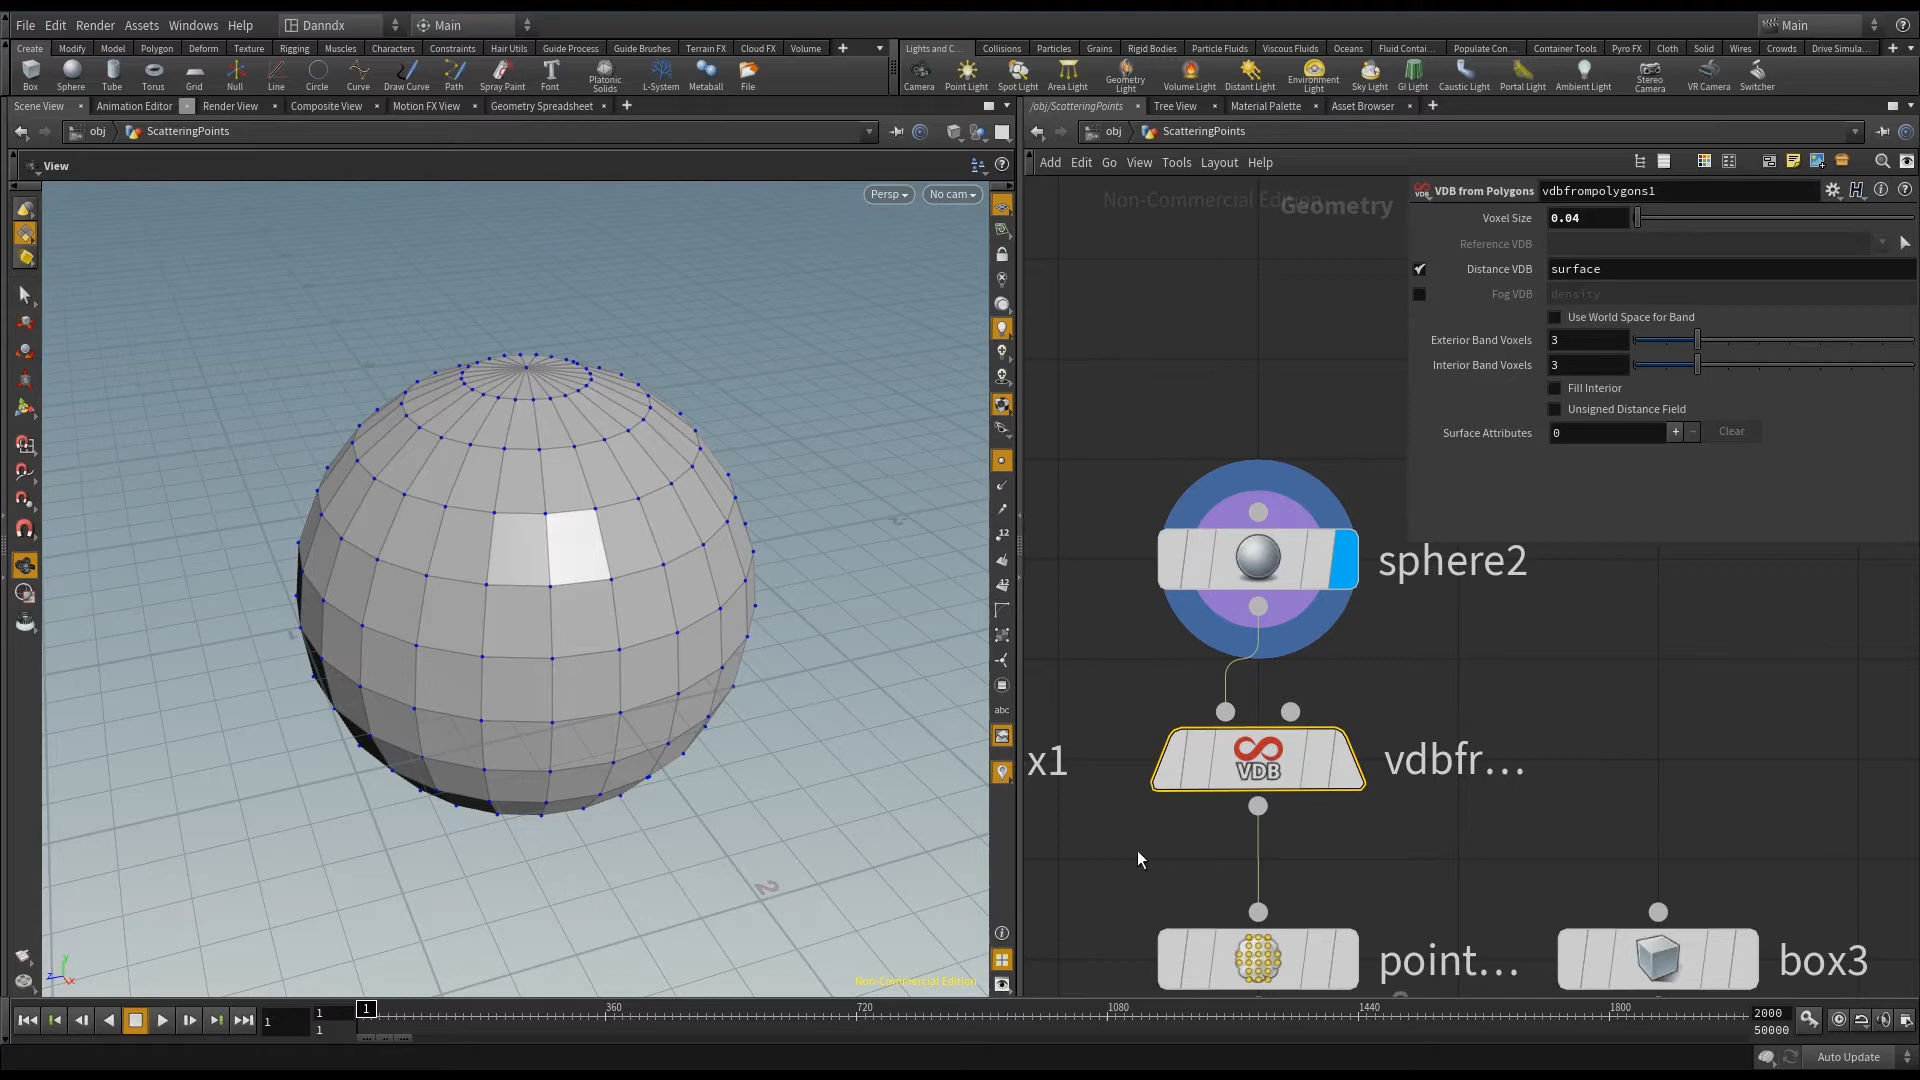 File Edit Render Assets Windows Help Danndx Main Main
Create Modify Model Polygon Deform Texture Rigging Muscles Characters Constraints Hair Utils Guide Process Guide Brushes Terrain FX Cloud FX Volume
Lights and C... Collisions Particles Grains Rigid Bodies Particle Fluids Viscous Fluids Oceans Fluid Contai... Populate Con... Container Tools Pyro FX Cloth Solid Wires Crowds Drive Simula...
Box Sphere Tube Torus Grid Null Line Circle Curve Draw Curve Path Spray Paint Font Platonic Solids L-System Metaball File
Camera Point Light Spot Light Area Light Geometry Light Volume Light Distant Light Environment Light Sky Light GI Light Caustic Light Portal Light Ambient Light Stereo Camera VR Camera Switcher
Scene View Animation Editor Render View Composite View Motion FX View Geometry Spreadsheet
/obj/ScatteringPoints Tree View Material Palette Asset Browser
obj ScatteringPoints
obj ScatteringPoints
View
Add Edit Go View Tools Layout Help
Persp No cam
Non-Commercial Edition
Geometry
VDB from Polygons vdbfrompolygons1
Voxel Size 0.04
Reference VDB
Distance VDB surface
Fog VDB density
Use World Space for Band
Exterior Band Voxels 3
Interior Band Voxels 3
Fill Interior
Unsigned Distance Field
Surface Attributes 0 + − Clear
sphere2
x1
VDB
vdbfr...
point...
box3
12
12
abc
2
y
z
x
Non-Commercial Edition
1 1 1 1 360 720 1080 1440 1800 2000
50000
Auto Update